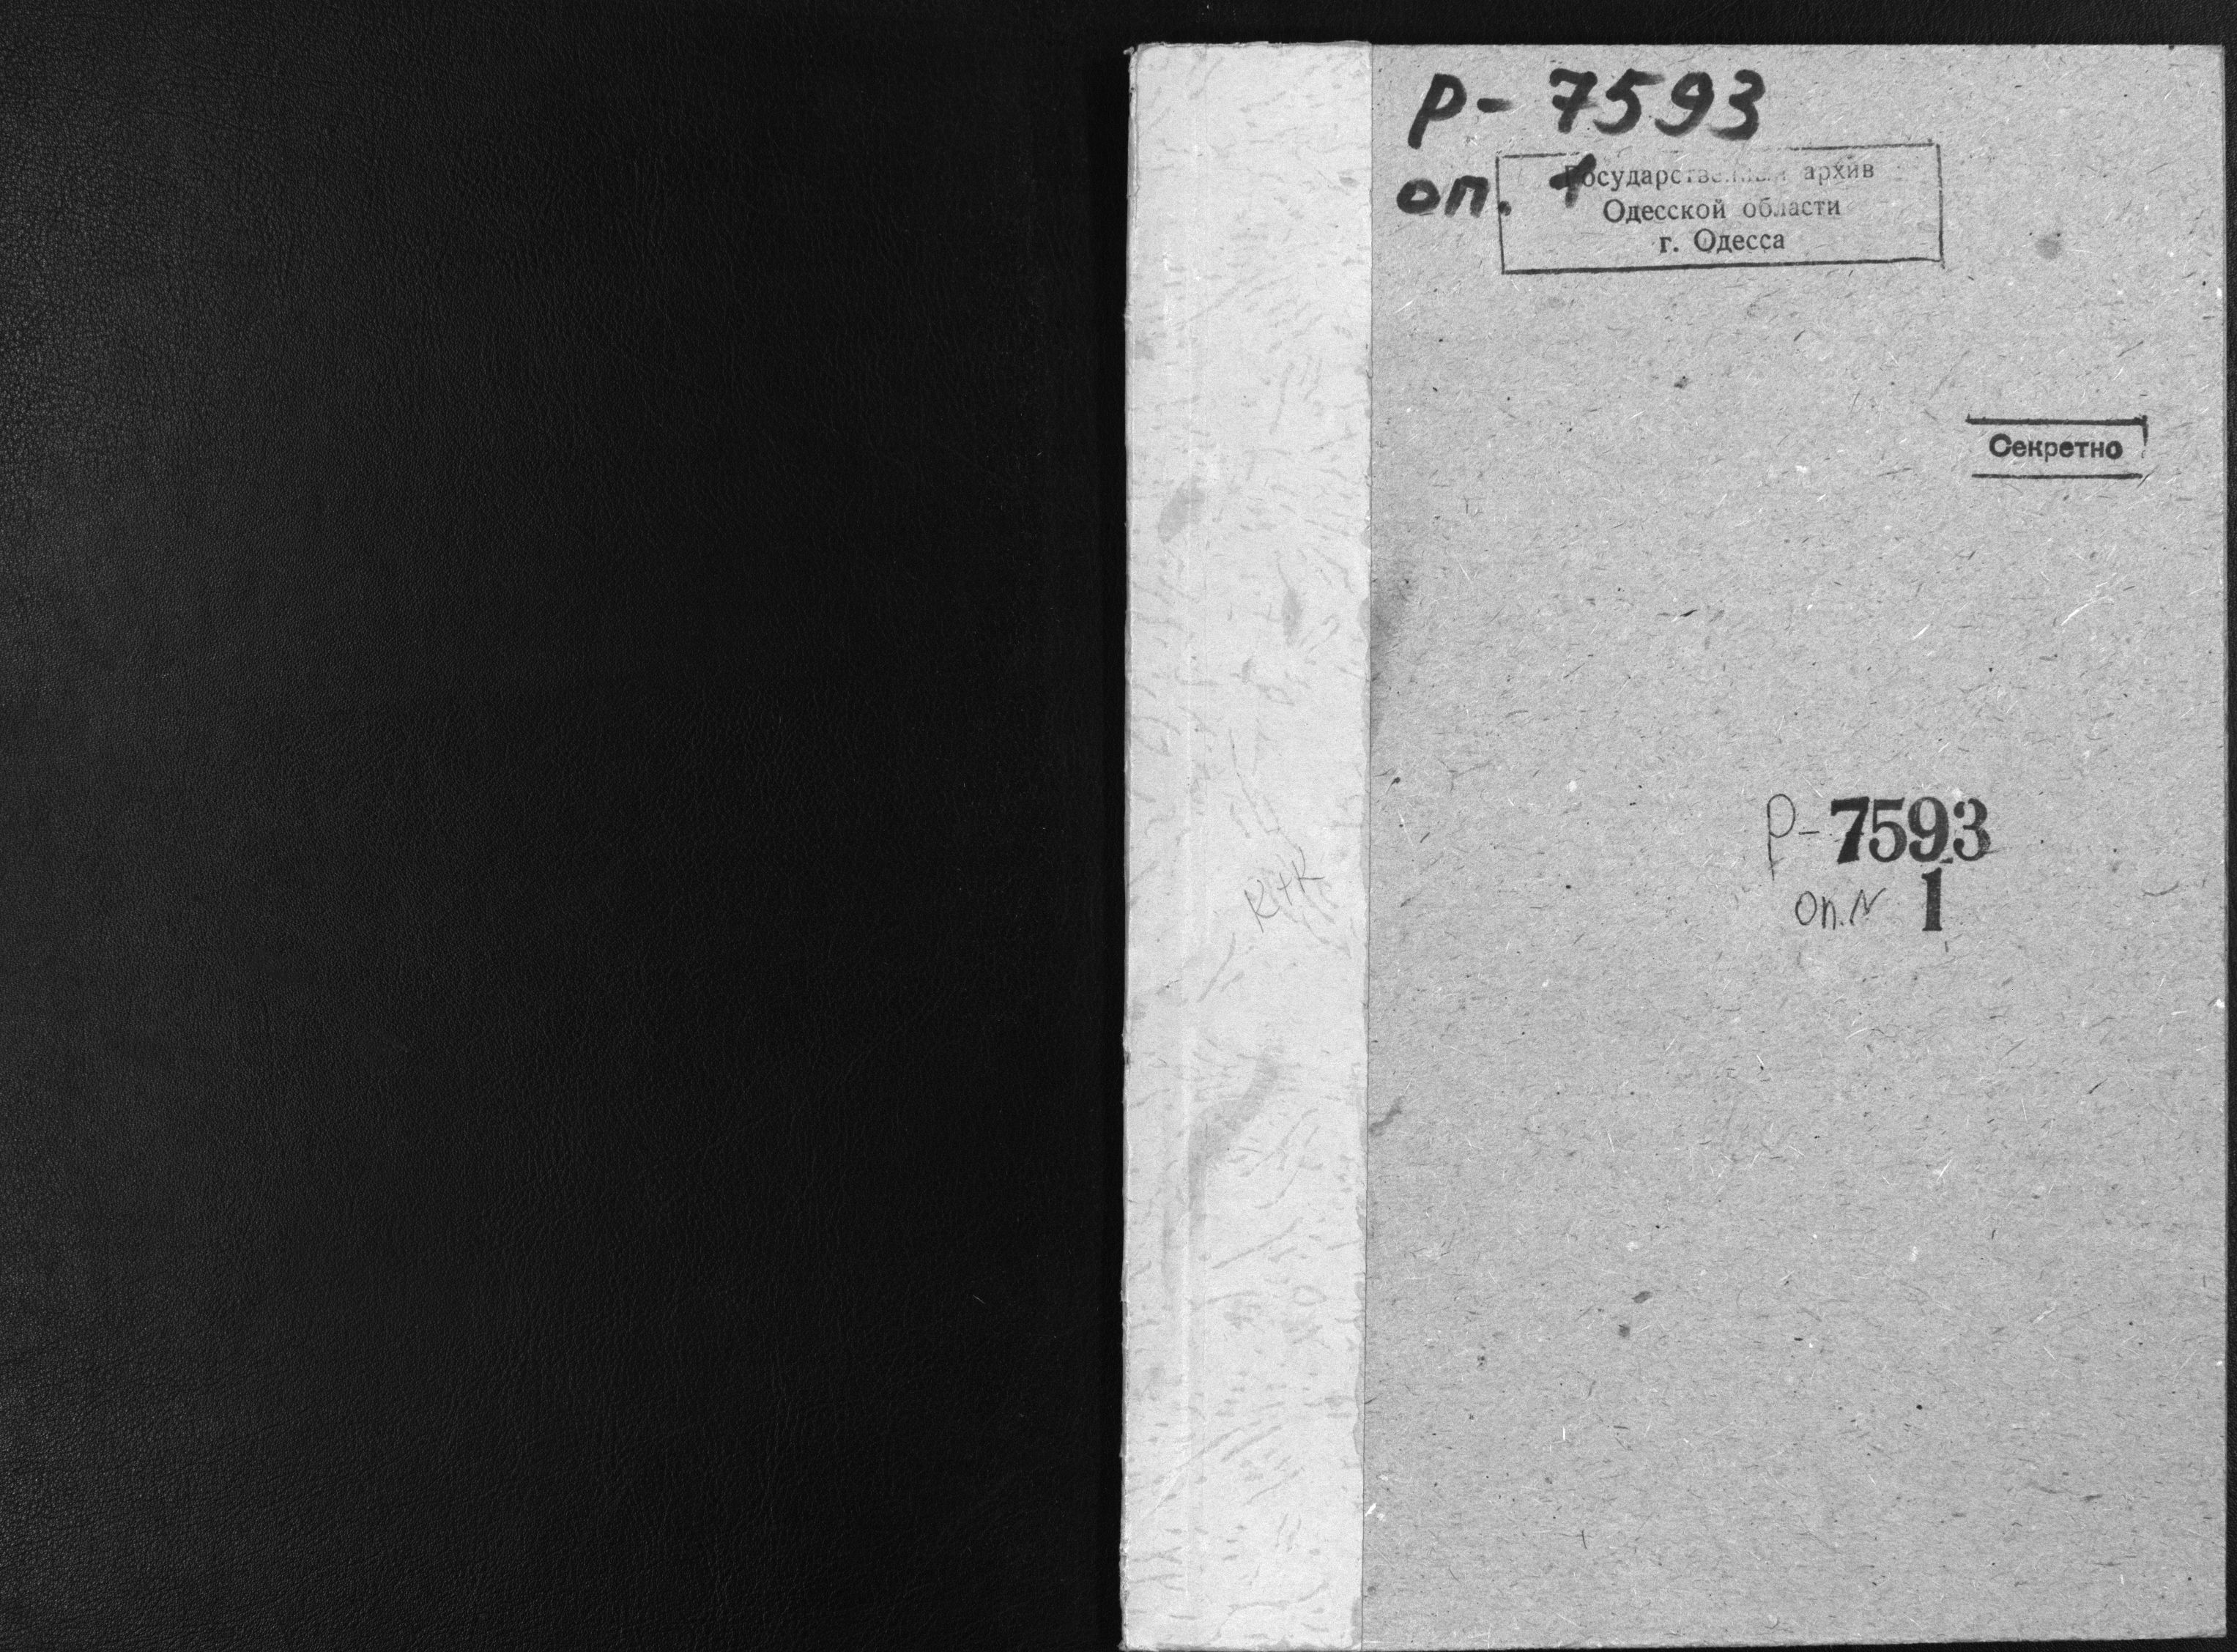 Р-7593
оп. 1
Государственный архив
Одесской области
г. Одесса
Секретно
Р-7593
Оп.N 1